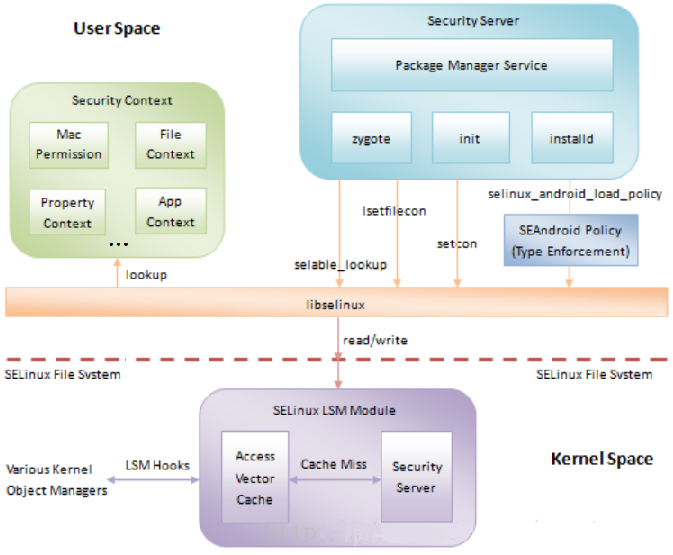 User Space
Security Server
Package Manager Service
zygote
init
installd
Security Context
Mac
Permission
File
Context
Property
Context
App
Context
...
lookup
selable_lookup
lsetfilecon
setcon
selinux_android_load_policy
SEAndroid Policy
(Type Enforcement)
libselinux
read/write
SELinux File System
SELinux File System
SELinux LSM Module
Access
Vector
Cache
Cache Miss
Security
Server
LSM Hooks
Various Kernel
Object Managers
Kernel Space